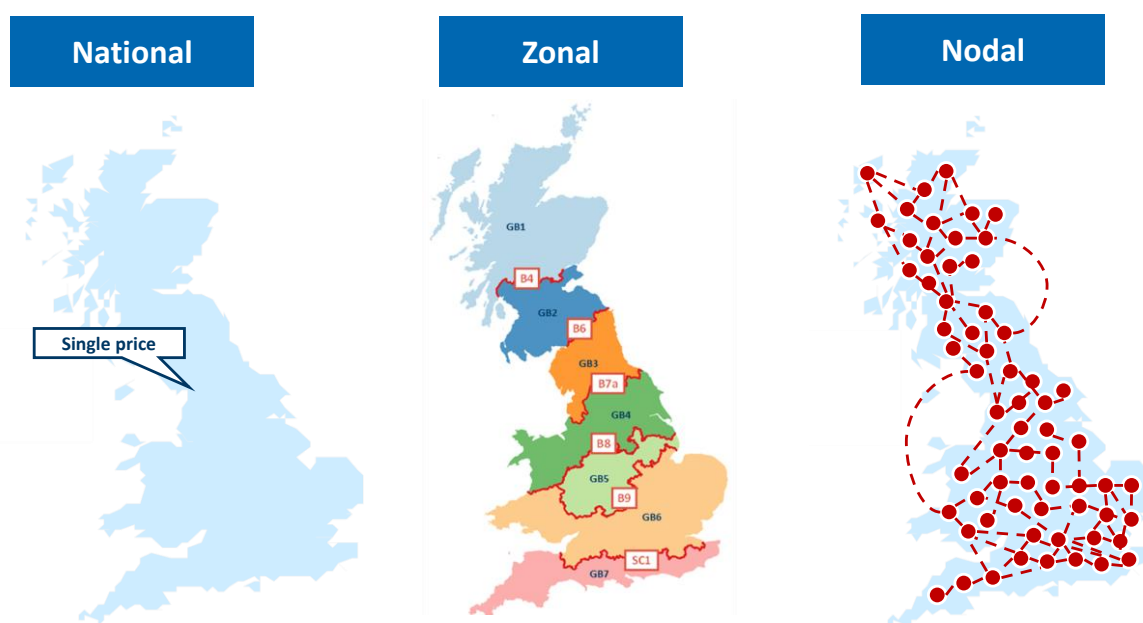 National
Zonal
Nodal
Single price
GB1
B4
GB2
B6
GB3
B7a
GB4
B8
GB5
B9
GB6
SC1
GB7